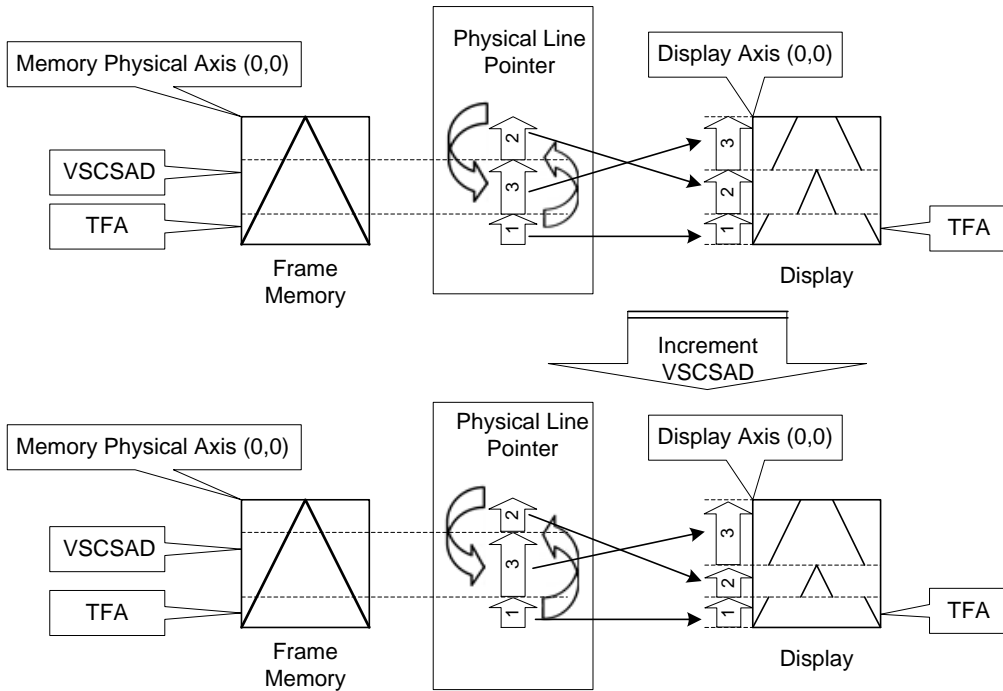 Physical Line
Pointer
Memory Physical Axis (0,0)
Display Axis (0,0)
VSCSAD
TFA
2
3
1
3
2
1
TFA
Frame
Memory
Display
Increment
VSCSAD
Physical Line
Pointer
Memory Physical Axis (0,0)
Display Axis (0,0)
VSCSAD
TFA
2
3
1
3
2
1
TFA
Frame
Memory
Display